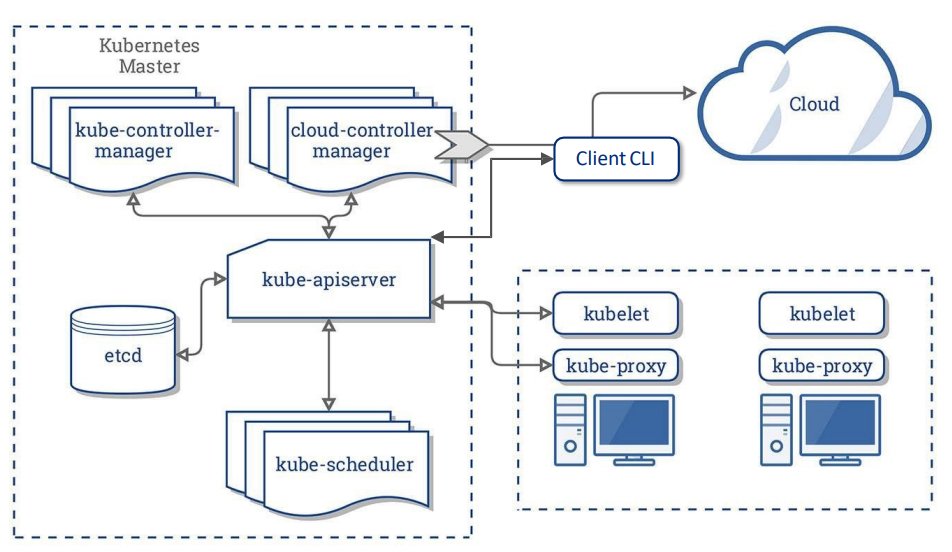 Kubernetes
Master
kube-controller-
manager
cloud-controller
manager
Client CLI
Cloud
kube-apiserver
etcd
kube-scheduler
kubelet
kube-proxy
kubelet
kube-proxy